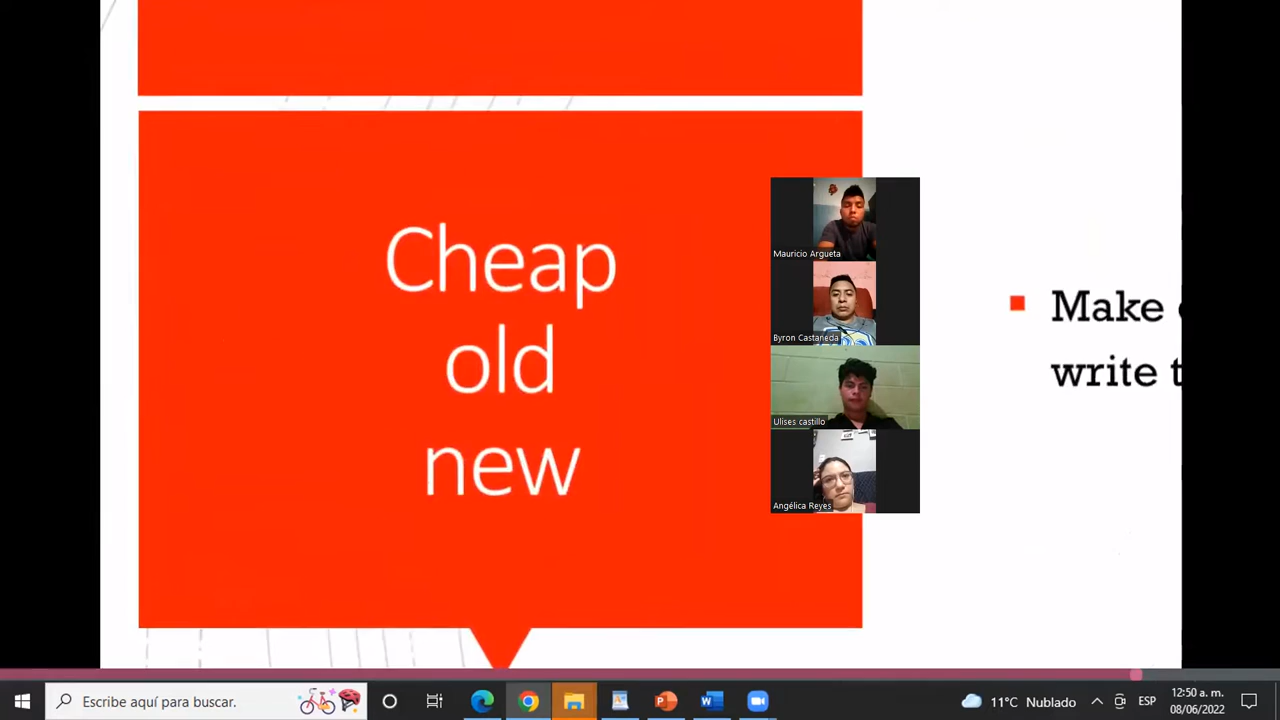 Cheap
old
new
Mauricio Argueta
Byron Castaneda
Ulises castillo
Angélica Reyes
Make
write t
Escribe aquí para buscar.
11°C Nublado
ESP
12:50 a. m.
08/06/2022